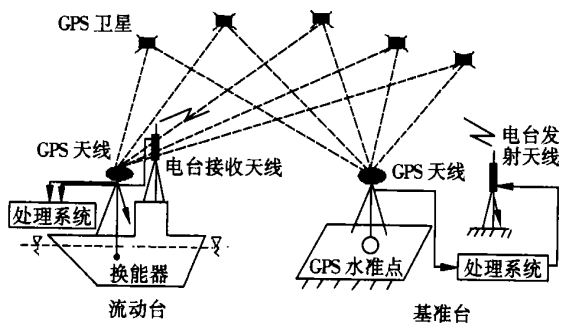 GPS 卫星
GPS 天线
电台接收天线
处理系统
换能器
流动台
GPS 天线
电台发
射天线
GPS 水准点
处理系统
基准台